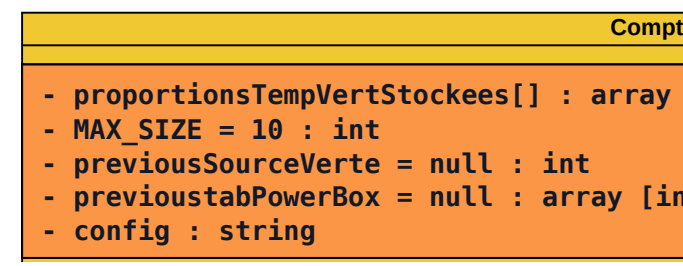 Compt
- proportionsTempVertStockees[] : array
- MAX_SIZE = 10 : int
- previousSourceVerte = null : int
- previoustabPowerBox = null : array [in
- config : string